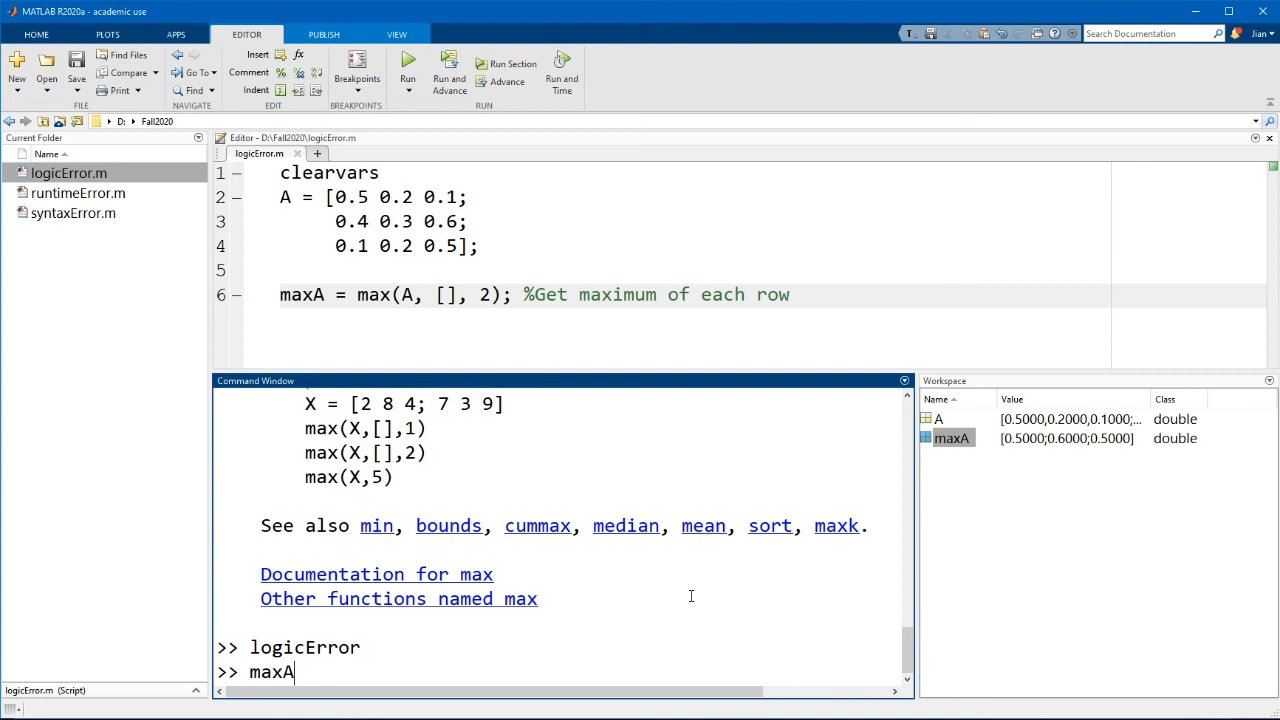 MATLAB R2020a - academic use
HOME PLOTS APPS EDITOR PUBLISH VIEW
Search Documentation
Jian
New
Open
Save
Find Files
Compare
Print
FILE
Go To
Find
NAVIGATE
Insert
Comment
Indent
EDIT
Breakpoints
BREAKPOINTS
Run
Run and
Advance
Run Section
Advance
Run and
Time
RUN
D: Fall2020
Current Folder
Name
logicError.m
runtimeError.m
syntaxError.m
logicError.m (Script)
Editor - D:\Fall2020\logicError.m
logicError.m
1 clearvars
2 A = [0.5 0.2 0.1;
3 0.4 0.3 0.6;
4 0.1 0.2 0.5];
5
6 maxA = max(A, [], 2); %Get maximum of each row
Command Window
X = [2 8 4; 7 3 9]
max(X,[],1)
max(X,[],2)
max(X,5)
See also min, bounds, cummax, median, mean, sort, maxk.
Documentation for max
Other functions named max
>> logicError
>> maxA
Workspace
Name Value Class
A [0.5000,0.2000,0.1000;... double
maxA [0.5000;0.6000;0.5000] double